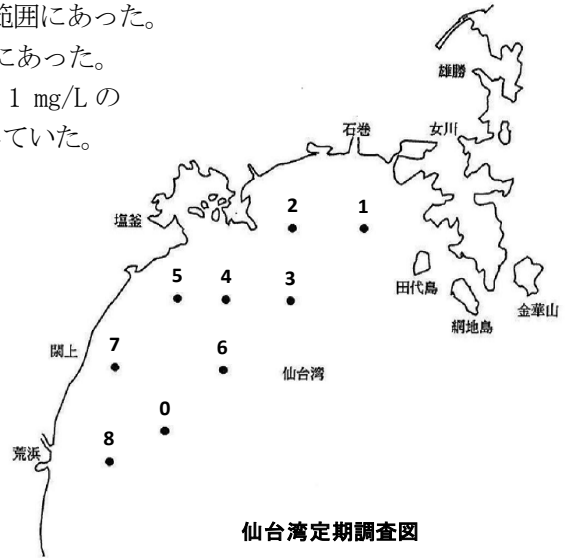 範囲にあった。
にあった。
1 mg/L の
っていた。
雄勝
石巻
女川
塩釜
2
1
田代島
網地島
金華山
5
4
3
閖上
7
6
仙台湾
0
荒浜
8
仙台湾定期調査図